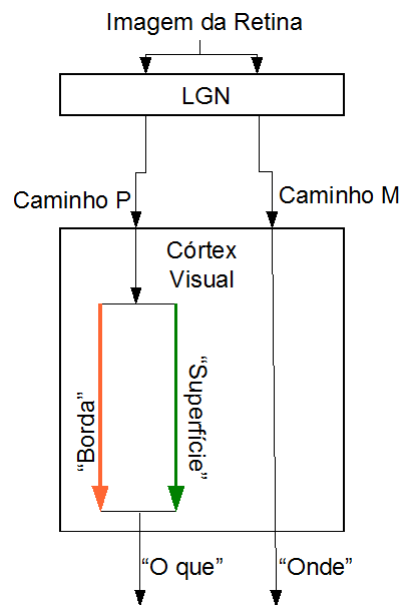 Imagem da Retina
LGN
Caminho P
Caminho M
Córtex
Visual
“Borda”
“Superfície”
“O que”
“Onde”